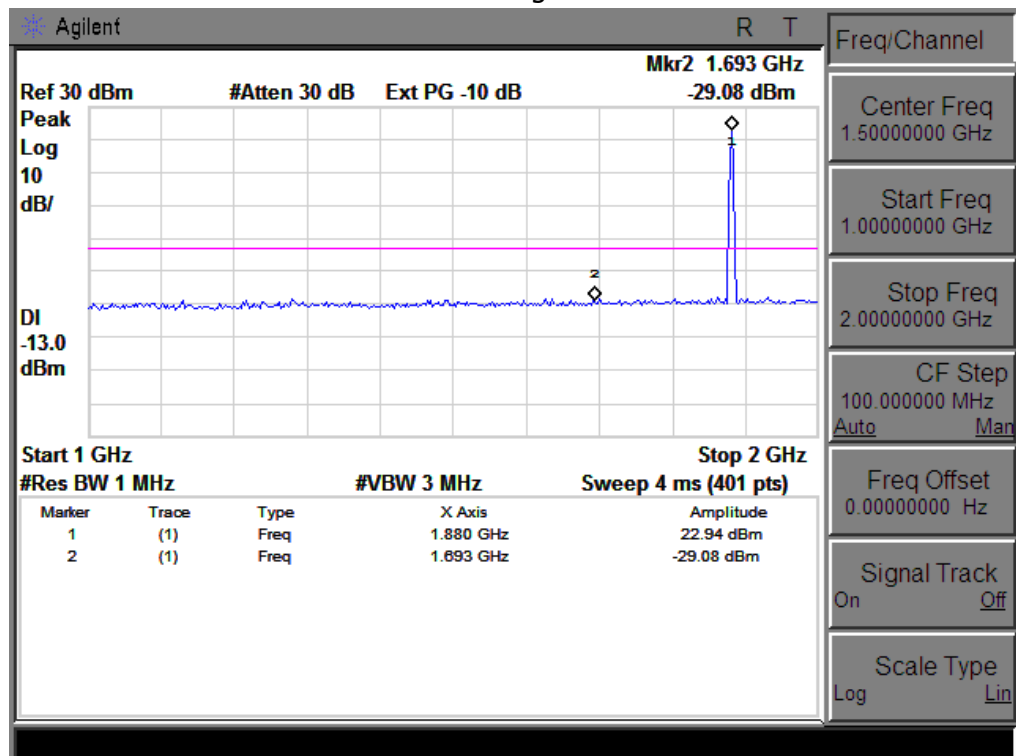 Agilent R T
Mkr2 1.693 GHz
Ref 30 dBm #Atten 30 dB Ext PG -10 dB -29.08 dBm
Peak
Log
10
dB/
1
2
DI
-13.0
dBm
Start 1 GHz Stop 2 GHz
#Res BW 1 MHz #VBW 3 MHz Sweep 4 ms (401 pts)
Marker Trace Type X Axis Amplitude
1 (1) Freq 1.880 GHz 22.94 dBm
2 (1) Freq 1.693 GHz -29.08 dBm
Freq/Channel
Center Freq
1.50000000 GHz
Start Freq
1.00000000 GHz
Stop Freq
2.00000000 GHz
CF Step
100.000000 MHz
Auto Man
Freq Offset
0.00000000 Hz
Signal Track
On Off
Scale Type
Log Lin